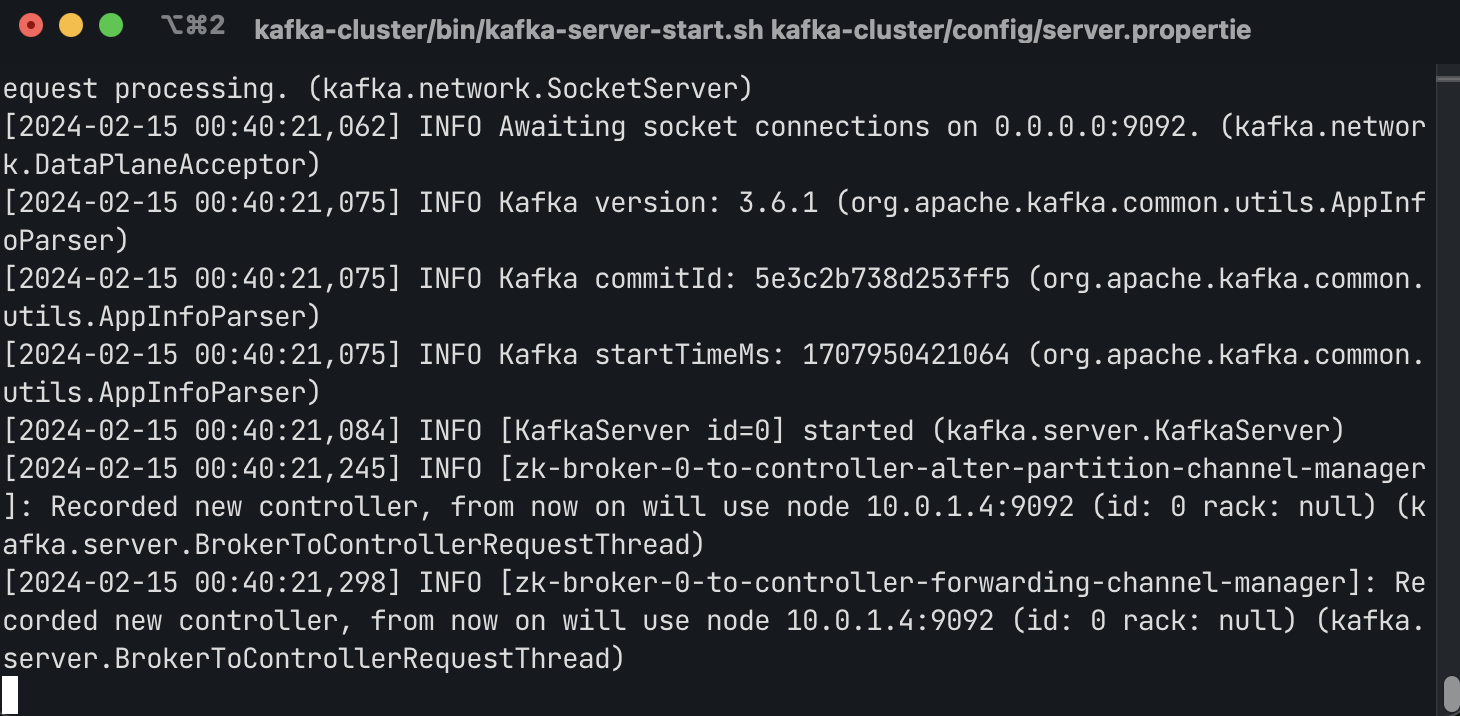 ⌥⌘2 kafka-cluster/bin/kafka-server-start.sh kafka-cluster/config/server.propertie
equest processing. (kafka.network.SocketServer)
[2024-02-15 00:40:21,062] INFO Awaiting socket connections on 0.0.0.0:9092. (kafka.networ
k.DataPlaneAcceptor)
[2024-02-15 00:40:21,075] INFO Kafka version: 3.6.1 (org.apache.kafka.common.utils.AppInf
oParser)
[2024-02-15 00:40:21,075] INFO Kafka commitId: 5e3c2b738d253ff5 (org.apache.kafka.common.
utils.AppInfoParser)
[2024-02-15 00:40:21,075] INFO Kafka startTimeMs: 1707950421064 (org.apache.kafka.common.
utils.AppInfoParser)
[2024-02-15 00:40:21,084] INFO [KafkaServer id=0] started (kafka.server.KafkaServer)
[2024-02-15 00:40:21,245] INFO [zk-broker-0-to-controller-alter-partition-channel-manager
]: Recorded new controller, from now on will use node 10.0.1.4:9092 (id: 0 rack: null) (k
afka.server.BrokerToControllerRequestThread)
[2024-02-15 00:40:21,298] INFO [zk-broker-0-to-controller-forwarding-channel-manager]: Re
corded new controller, from now on will use node 10.0.1.4:9092 (id: 0 rack: null) (kafka.
server.BrokerToControllerRequestThread)